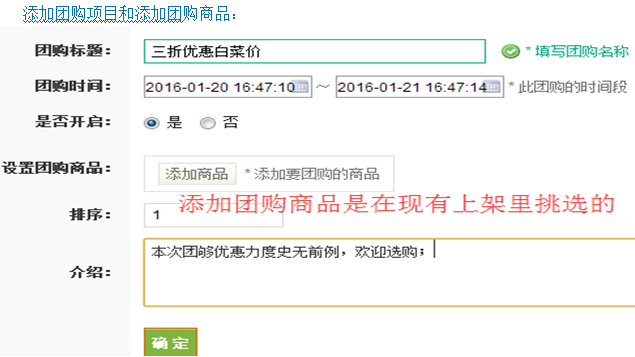 添加团购项目和添加团购商品：
团购标题： 三折优惠白菜价 * 填写团购名称
团购时间： 2016-01-20 16:47:10 ～ 2016-01-21 16:47:14 * 此团购的时间段
是否开启： 是 否
设置团购商品： 添加商品 * 添加要团购的商品
添加团购商品是在现有上架里挑选的
排序： 1
本次团够优惠力度史无前例，欢迎选购；
介绍：
确定